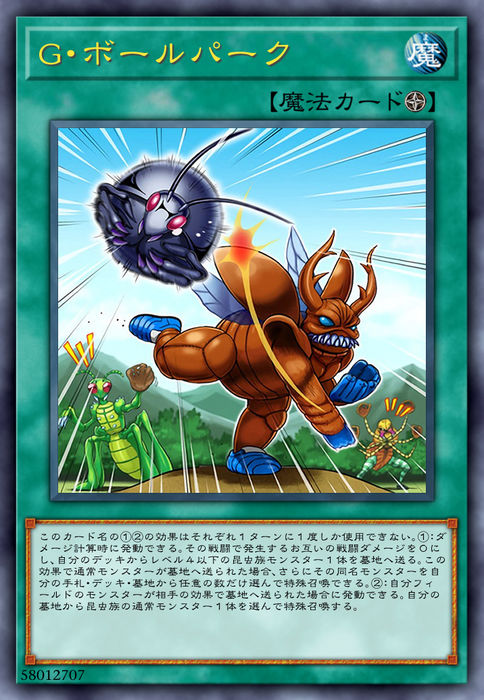 G・ボールパーク
魔
【魔法カード】
このカード名の①②の効果はそれぞれ１ターンに１度しか使用できない。①：ダ
メージ計算時に発動できる。その戦闘で発生するお互いの戦闘ダメージを０に
し、自分のデッキからレベル４以下の昆虫族モンスター１体を墓地へ送る。この
効果で通常モンスターが墓地へ送られた場合、さらにその同名モンスターを自
分の手札・デッキ・墓地から任意の数だけ選んで特殊召喚できる。②：自分フィ
ールドのモンスターが相手の効果で墓地へ送られた場合に発動できる。自分の
墓地から昆虫族の通常モンスター１体を選んで特殊召喚する。
58012707